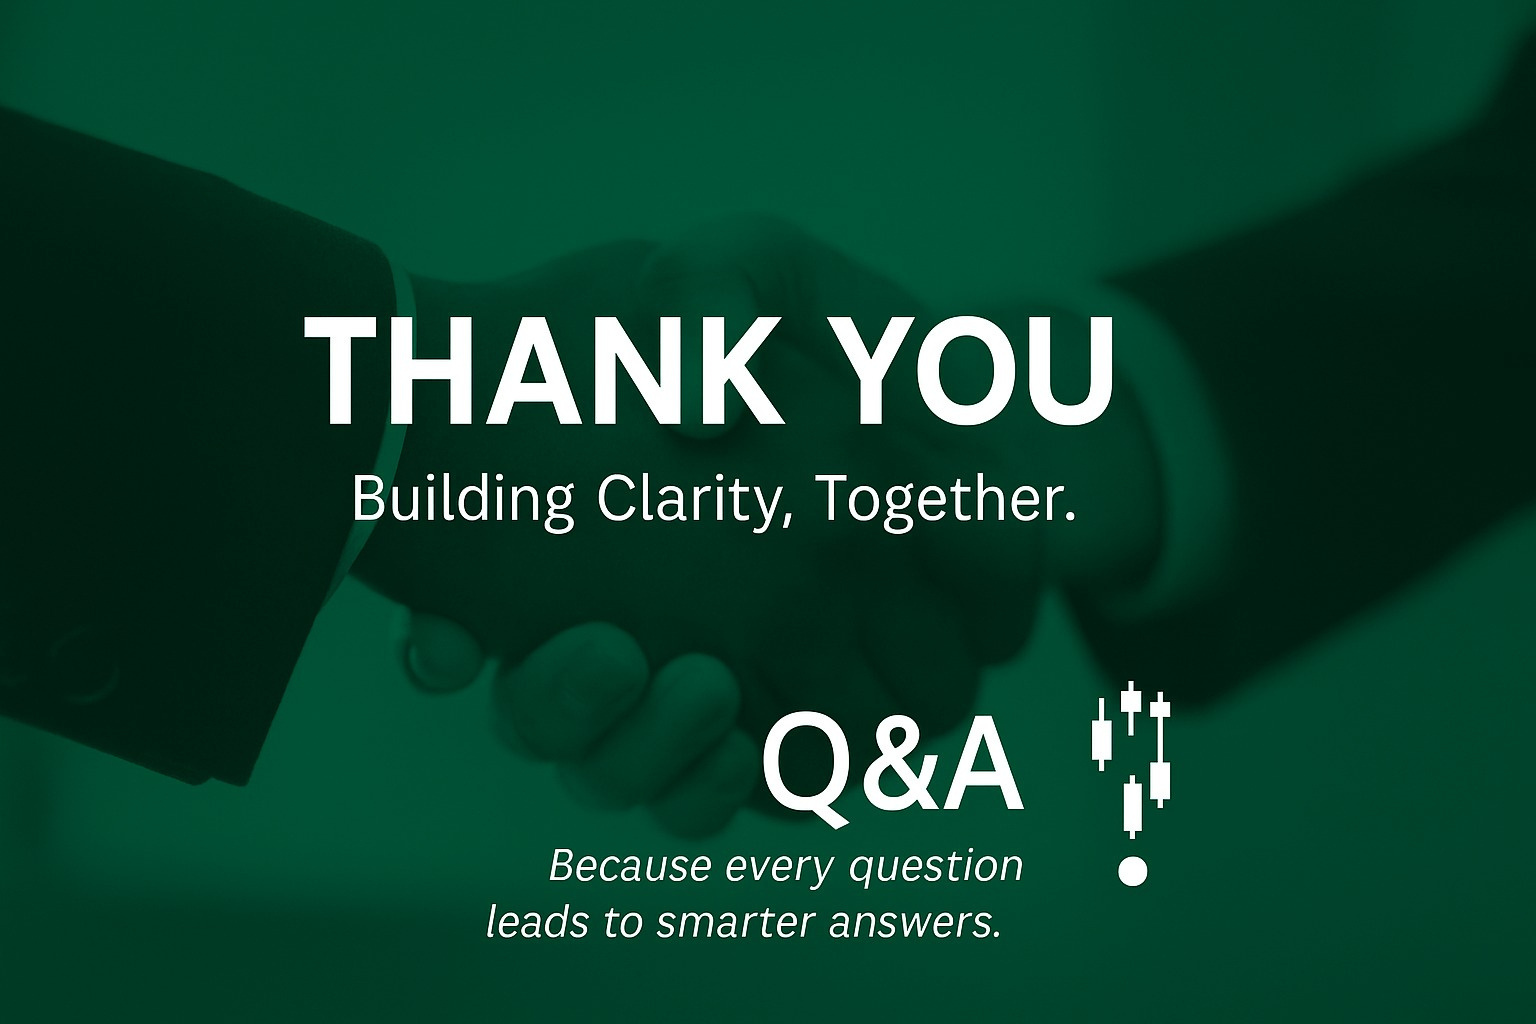 THANK YOU
Building Clarity, Together.
Q&A
Because every question
leads to smarter answers.